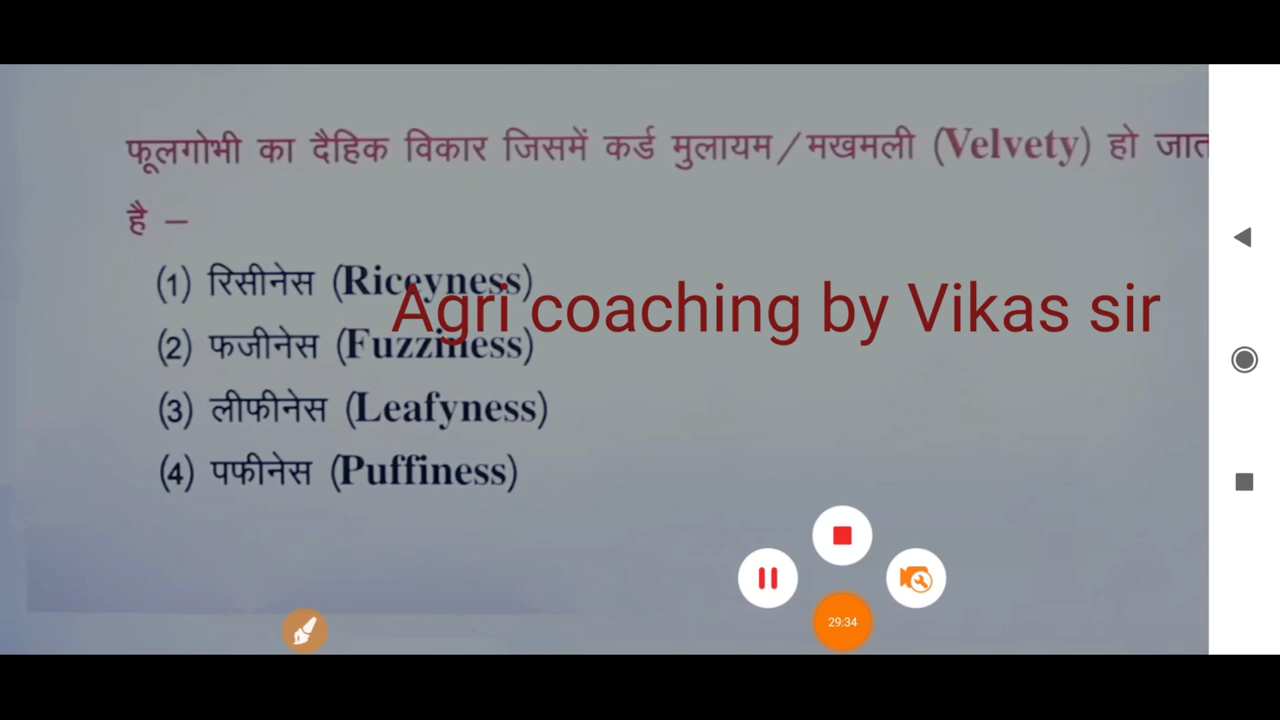 फूलगोभी का दैहिक विकार जिसमें कर्ड मुलायम/मखमली (Velvety) हो जात
है –
(1) रिसीनेस (Riceyness)
Agri coaching by Vikas sir
(2) फजीनेस (Fuzziness)
(3) लीफीनेस (Leafyness)
(4) पफीनेस (Puffiness)
29:34